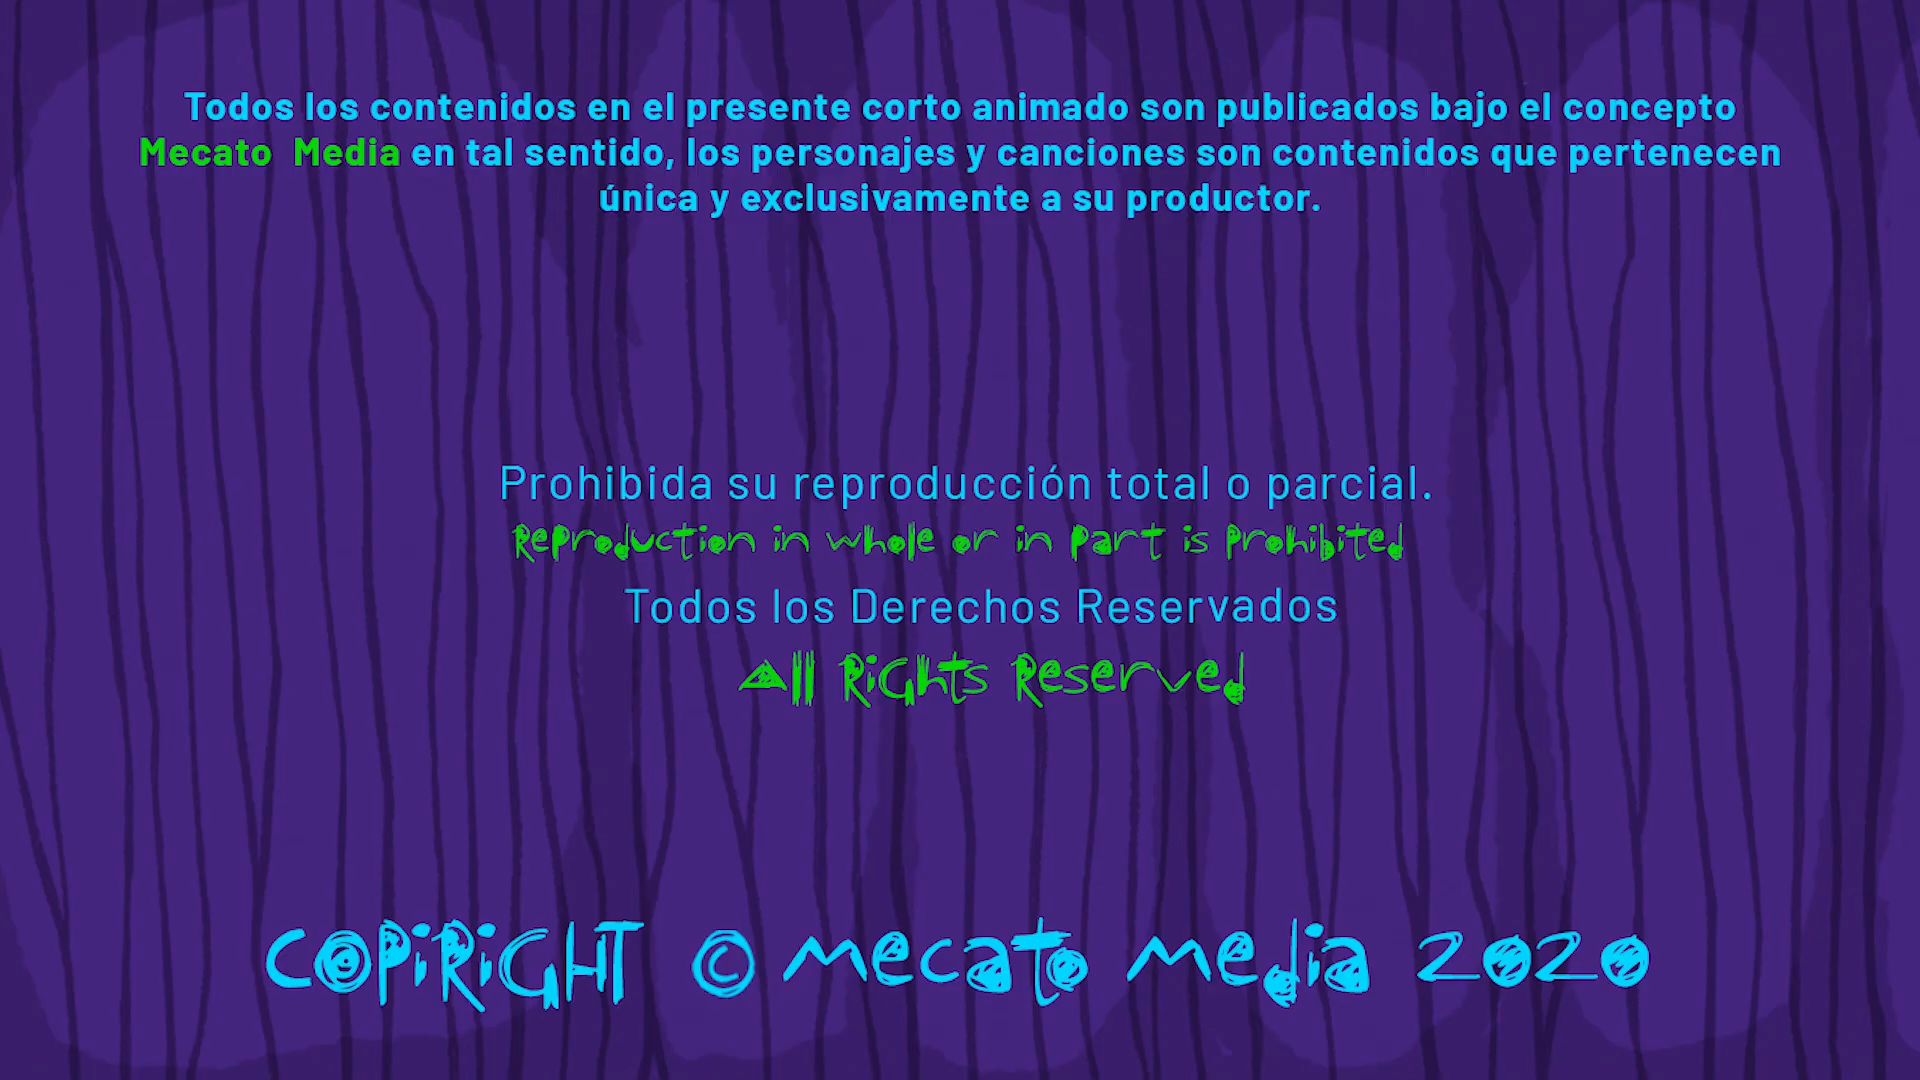 Todos los contenidos en el presente corto animado son publicados bajo el concepto
Mecato Media en tal sentido, los personajes y canciones son contenidos que pertenecen
única y exclusivamente a su productor.
Prohibida su reproducción total o parcial.
Reproduction in whole or in part is Prohibited
Todos los Derechos Reservados
All Rights Reserved
COPiRiGHT © mecato media 2020